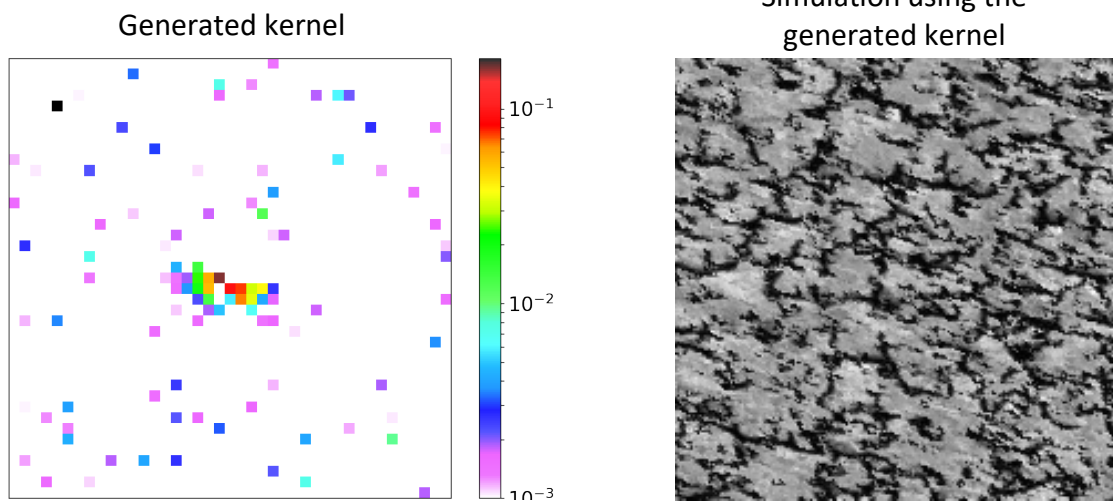 Generated kernel
10⁻¹
10⁻²
10⁻³
Simulation using the
generated kernel